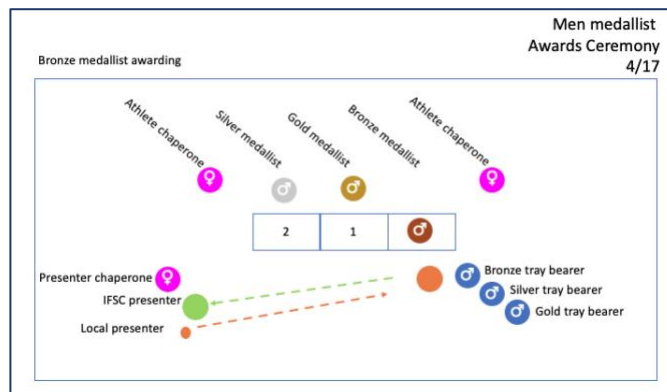 Men medallist
Awards Ceremony
4/17
Bronze medallist awarding
Athlete chaperone
Silver medallist
Gold medallist
Bronze medallist
Athlete chaperone
2
1
Presenter chaperone
IFSC presenter
Local presenter
Bronze tray bearer
Silver tray bearer
Gold tray bearer